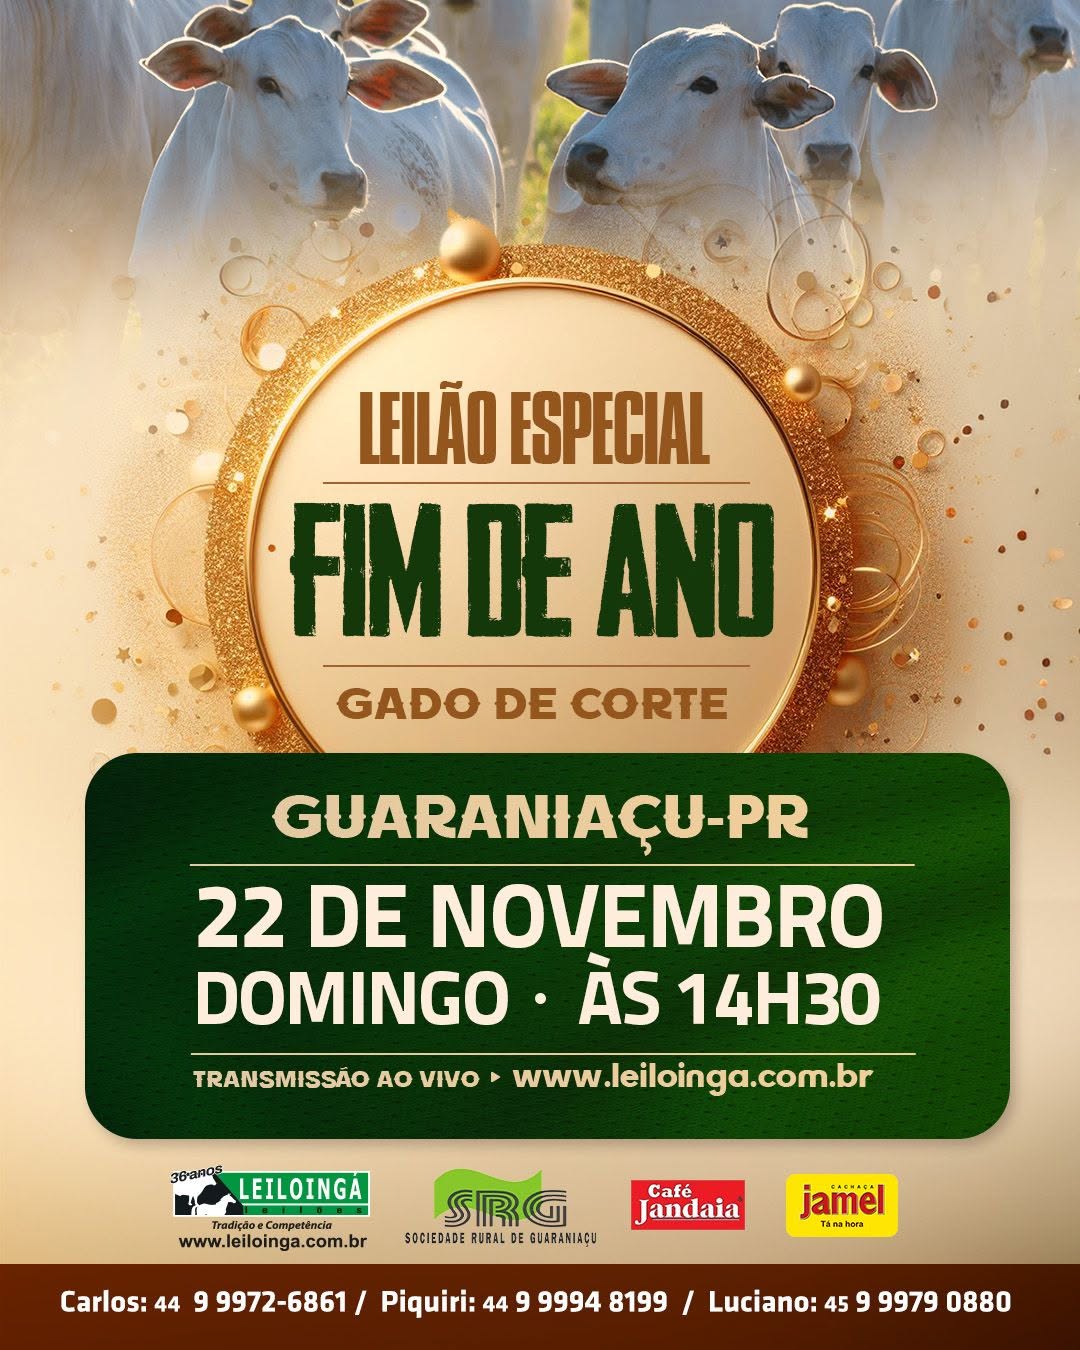 LEILÃO ESPECIAL
FIM DE ANO
GADO DE CORTE
GUARANIAÇU-PR
22 DE NOVEMBRO
DOMINGO · ÀS 14H30
TRANSMISSÃO AO VIVO ▸ www.leiloinga.com.br
36 anos
LEILOINGÁ
leilões
Tradição e Competência
www.leiloinga.com.br
SRG
SOCIEDADE RURAL DE GUARANIAÇU
Café
Jandaia
CACHAÇA
jamel
Tá na hora
Carlos: 44 9 9972-6861 / Piquiri: 44 9 9994 8199 / Luciano: 45 9 9979 0880